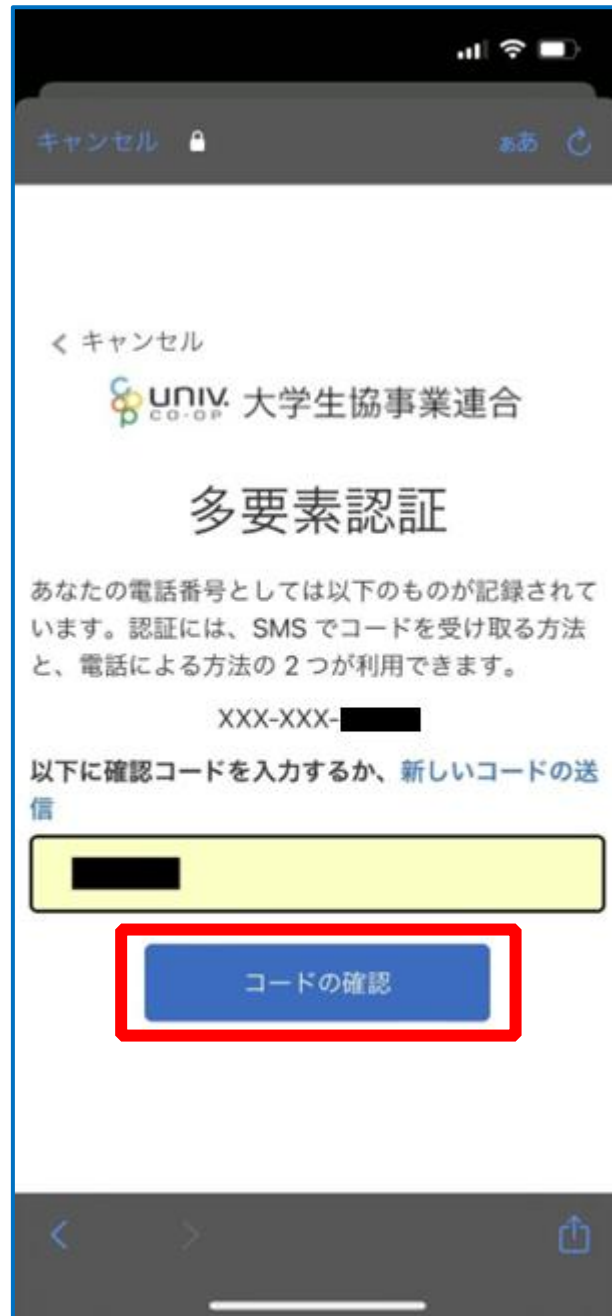 キャンセル ぁあ
キャンセル
UNIV. CO-OP 大学生協事業連合
多要素認証
あなたの電話番号としては以下のものが記録されて
います。認証には、SMS でコードを受け取る方法
と、電話による方法の 2 つが利用できます。
XXX-XXX-
以下に確認コードを入力するか、新しいコードの送
信
コードの確認